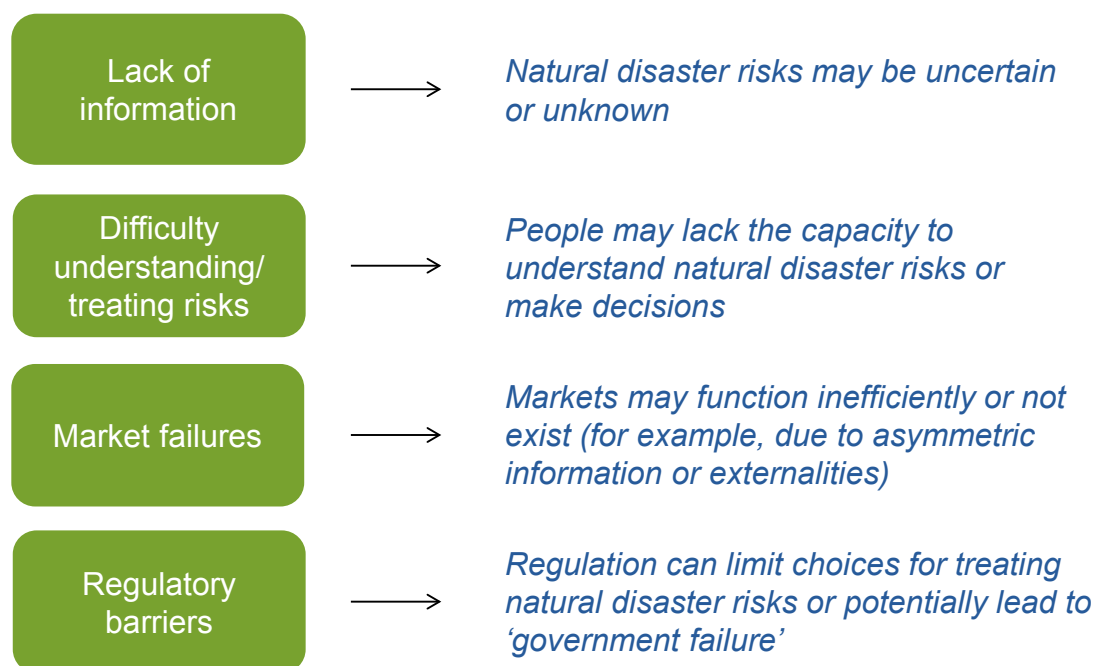 Lack of
information
Natural disaster risks may be uncertain
or unknown
Difficulty
understanding/
treating risks
People may lack the capacity to
understand natural disaster risks or
make decisions
Market failures
Markets may function inefficiently or not
exist (for example, due to asymmetric
information or externalities)
Regulatory
barriers
Regulation can limit choices for treating
natural disaster risks or potentially lead to
‘government failure’